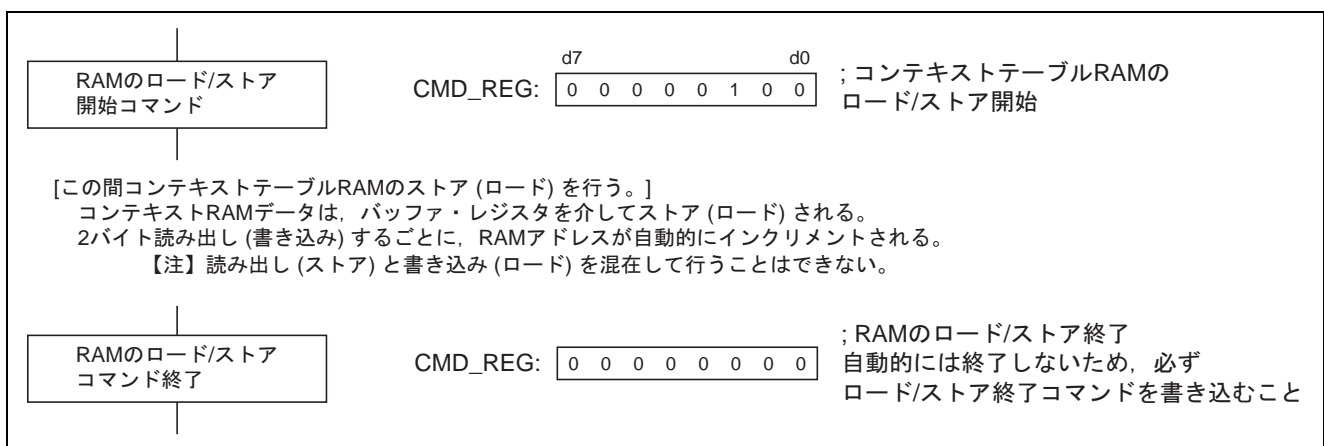 RAMのロード/ストア
開始コマンド
d7 d0
CMD_REG: 0 0 0 0 0 1 0 0
; コンテキストテーブルRAMの
ロード/ストア開始
[この間コンテキストテーブルRAMのストア (ロード) を行う。]
コンテキストRAMデータは，バッファ・レジスタを介してストア (ロード) される。
2バイト読み出し (書き込み) するごとに，RAMアドレスが自動的にインクリメントされる。
【注】読み出し (ストア) と書き込み (ロード) を混在して行うことはできない。
RAMのロード/ストア
コマンド終了
CMD_REG: 0 0 0 0 0 0 0 0
; RAMのロード/ストア終了
自動的には終了しないため，必ず
ロード/ストア終了コマンドを書き込むこと